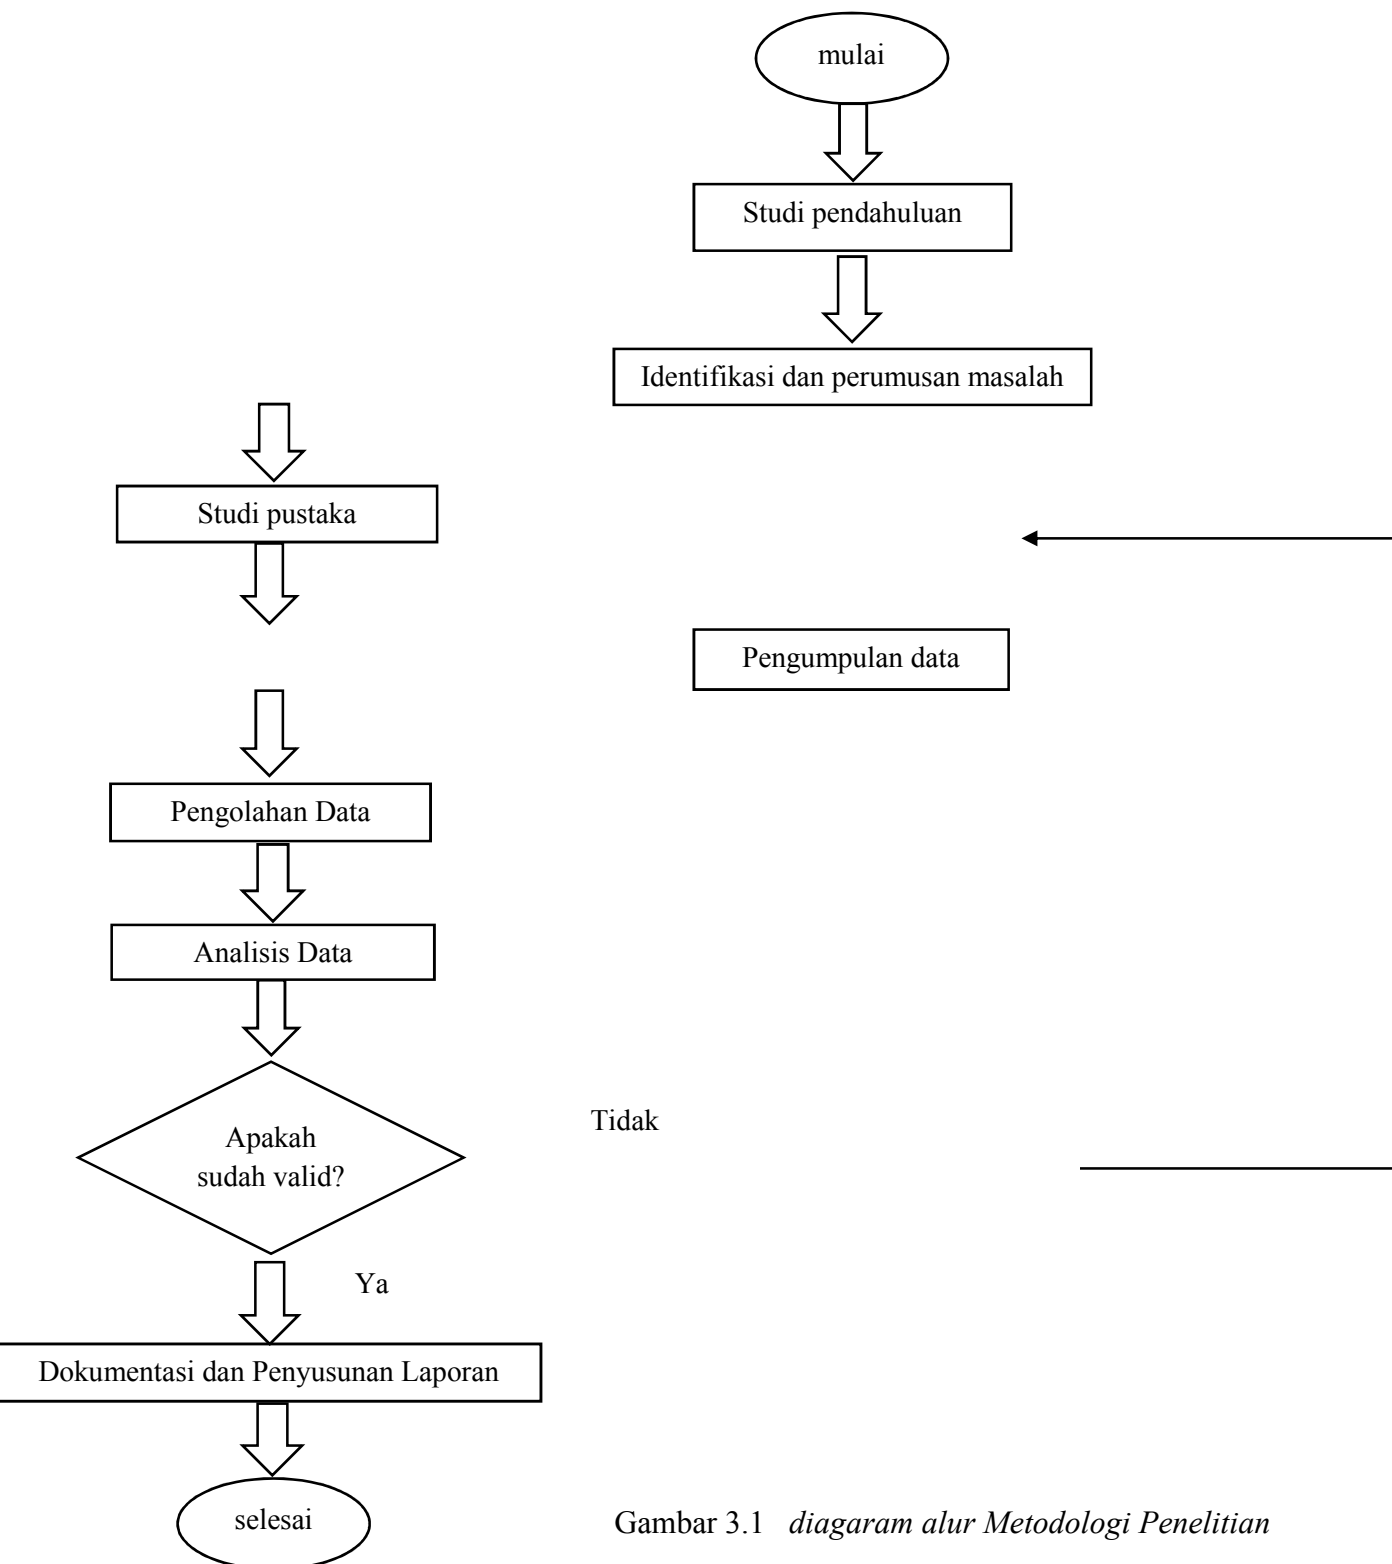 mulai
Studi pendahuluan
Identifikasi dan perumusan masalah
Studi pustaka
Pengumpulan data
Pengolahan Data
Analisis Data
Tidak
Apakah
sudah valid?
Ya
Dokumentasi dan Penyusunan Laporan
selesai
Gambar 3.1 diagaram alur Metodologi Penelitian